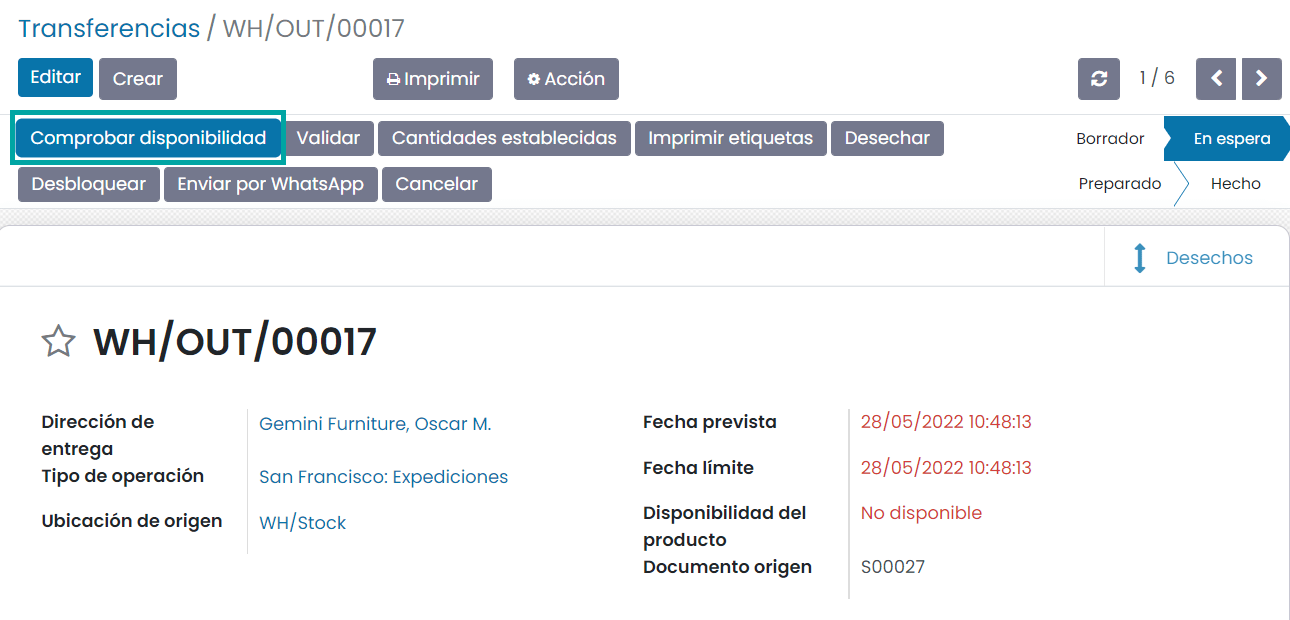 Transferencias / WH/OUT/00017
Editar Crear Imprimir Acción 1 / 6
Comprobar disponibilidad Validar Cantidades establecidas Imprimir etiquetas Desechar Borrador En espera
Desbloquear Enviar por WhatsApp Cancelar Preparado Hecho
Desechos
WH/OUT/00017
Dirección de entrega Gemini Furniture, Oscar M.
Tipo de operación San Francisco: Expediciones
Ubicación de origen WH/Stock
Fecha prevista 28/05/2022 10:48:13
Fecha límite 28/05/2022 10:48:13
Disponibilidad del producto No disponible
Documento origen S00027